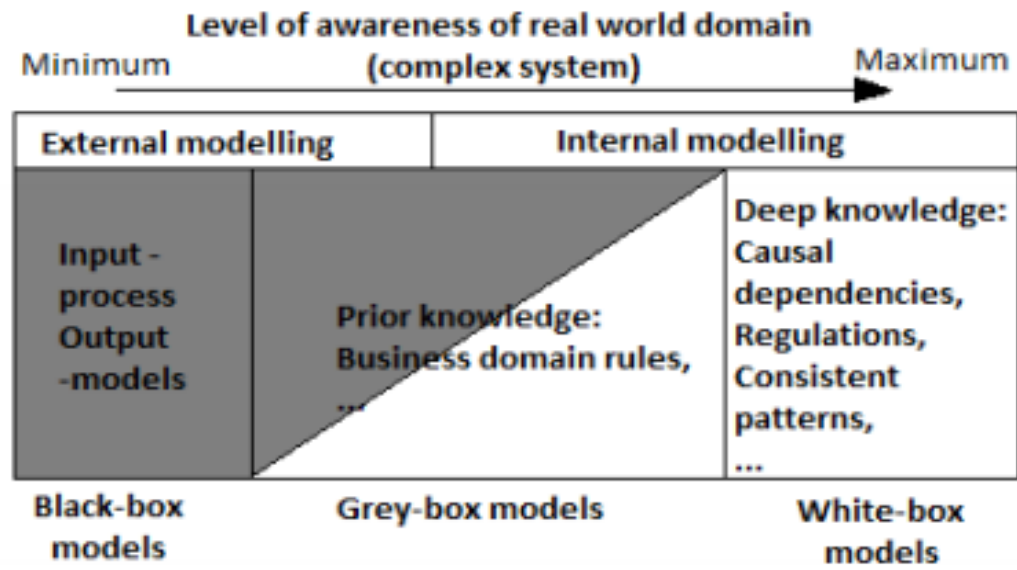 Level of awareness of real world domain
Minimum (complex system) Maximum
External modelling Internal modelling
Input -
process
Output
-models
Prior knowledge:
Business domain rules,
...
Deep knowledge:
Causal
dependencies,
Regulations,
Consistent
patterns,
...
Black-box
models
Grey-box models
White-box
models